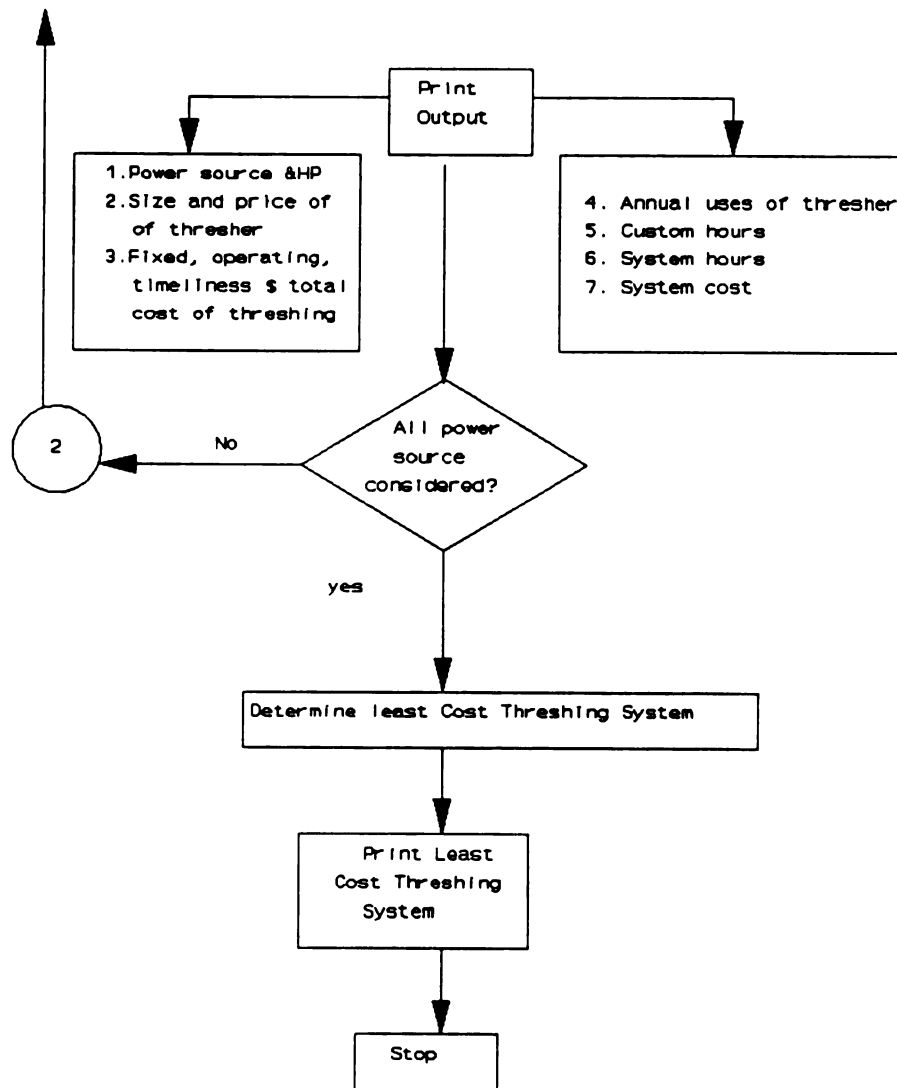 Print
Output
1.Power source &HP
2.Size and price of
of thresher
3.Fixed, operating,
timeliness $ total
cost of threshing
4. Annual uses of thresher
5. Custom hours
6. System hours
7. System cost
All power
source
considered?
No
2
yes
Determine least Cost Threshing System
Print Least
Cost Threshing
System
Stop